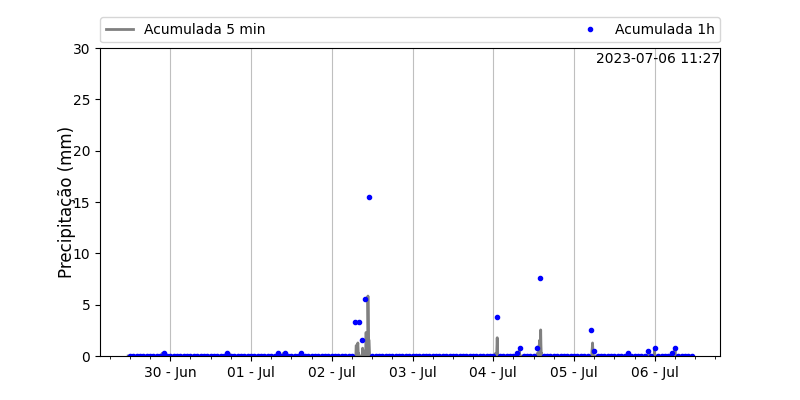 Acumulada 5 min
Acumulada 1h
2023-07-06 11:27
Precipitação (mm)
30
25
20
15
10
5
0
30 - Jun
01 - Jul
02 - Jul
03 - Jul
04 - Jul
05 - Jul
06 - Jul